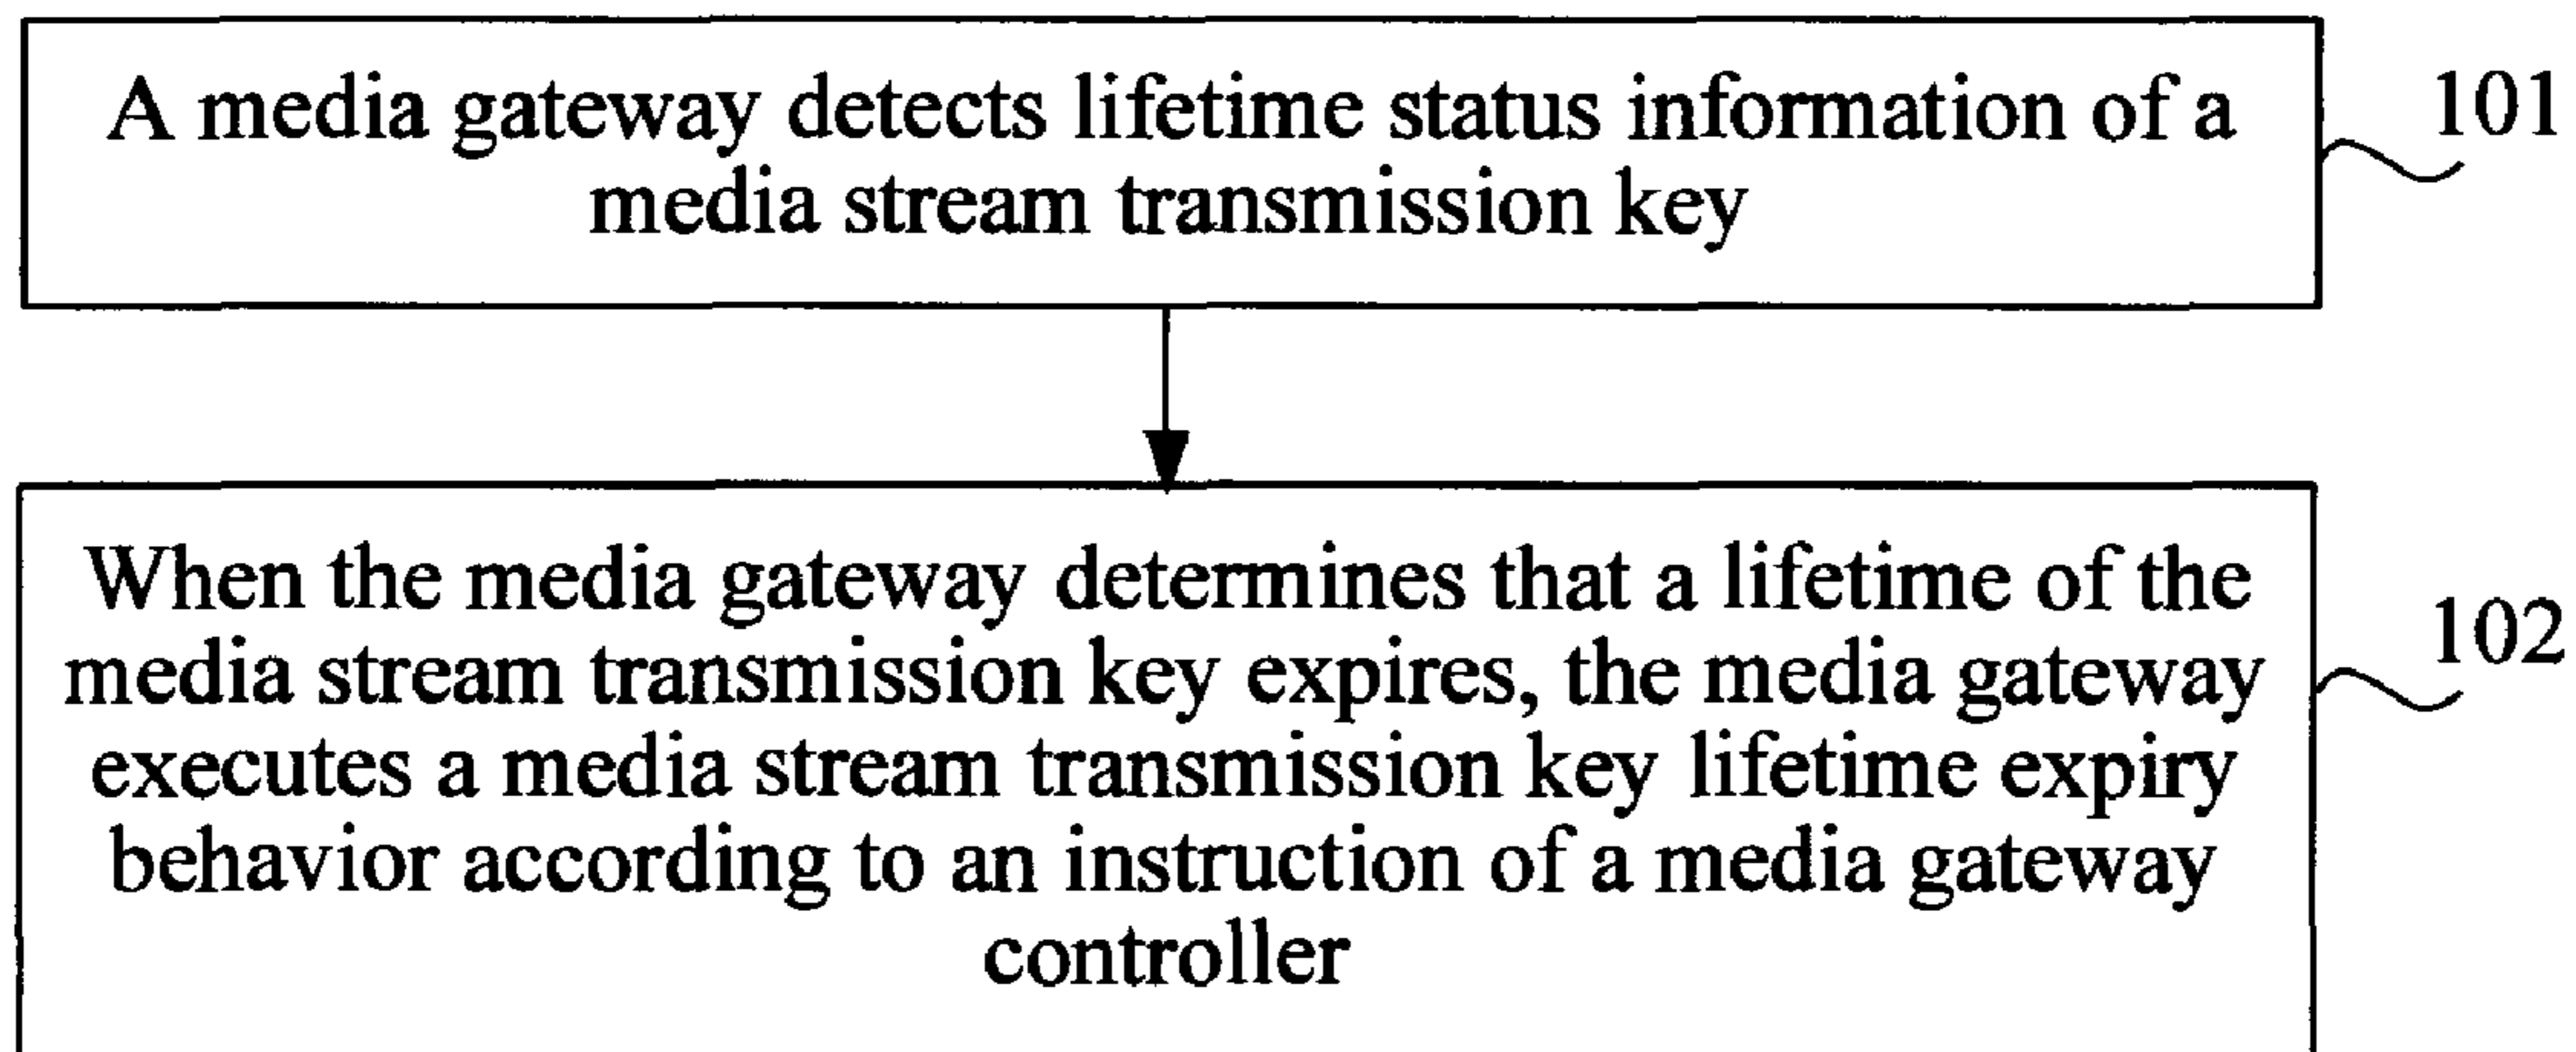 A media gateway detects lifetime status information of a
media stream transmission key
101
When the media gateway determines that a lifetime of the
media stream transmission key expires, the media gateway
executes a media stream transmission key lifetime expiry
behavior according to an instruction of a media gateway
controller
102